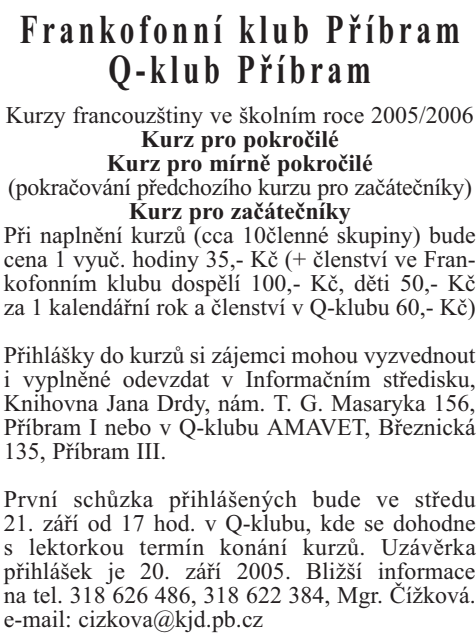 Frankofonní klub Příbram
Q-klub Příbram
Kurzy francouzštiny ve školním roce 2005/2006
Kurz pro pokročilé
Kurz pro mírně pokročilé
(pokračování předchozího kurzu pro začátečníky)
Kurz pro začátečníky
Při naplnění kurzů (cca 10členné skupiny) bude
cena 1 vyuč. hodiny 35,- Kč (+ členství ve Fran-
kofonním klubu dospělí 100,- Kč, děti 50,- Kč
za 1 kalendářní rok a členství v Q-klubu 60,- Kč)
Přihlášky do kurzů si zájemci mohou vyzvednout
i vyplněné odevzdat v Informačním středisku,
Knihovna Jana Drdy, nám. T. G. Masaryka 156,
Příbram I nebo v Q-klubu AMAVET, Březnická
135, Příbram III.
První schůzka přihlášených bude ve středu
21. září od 17 hod. v Q-klubu, kde se dohodne
s lektorkou termín konání kurzů. Uzávěrka
přihlášek je 20. září 2005. Bližší informace
na tel. 318 626 486, 318 622 384, Mgr. Čížková.
e-mail: cizkova@kjd.pb.cz